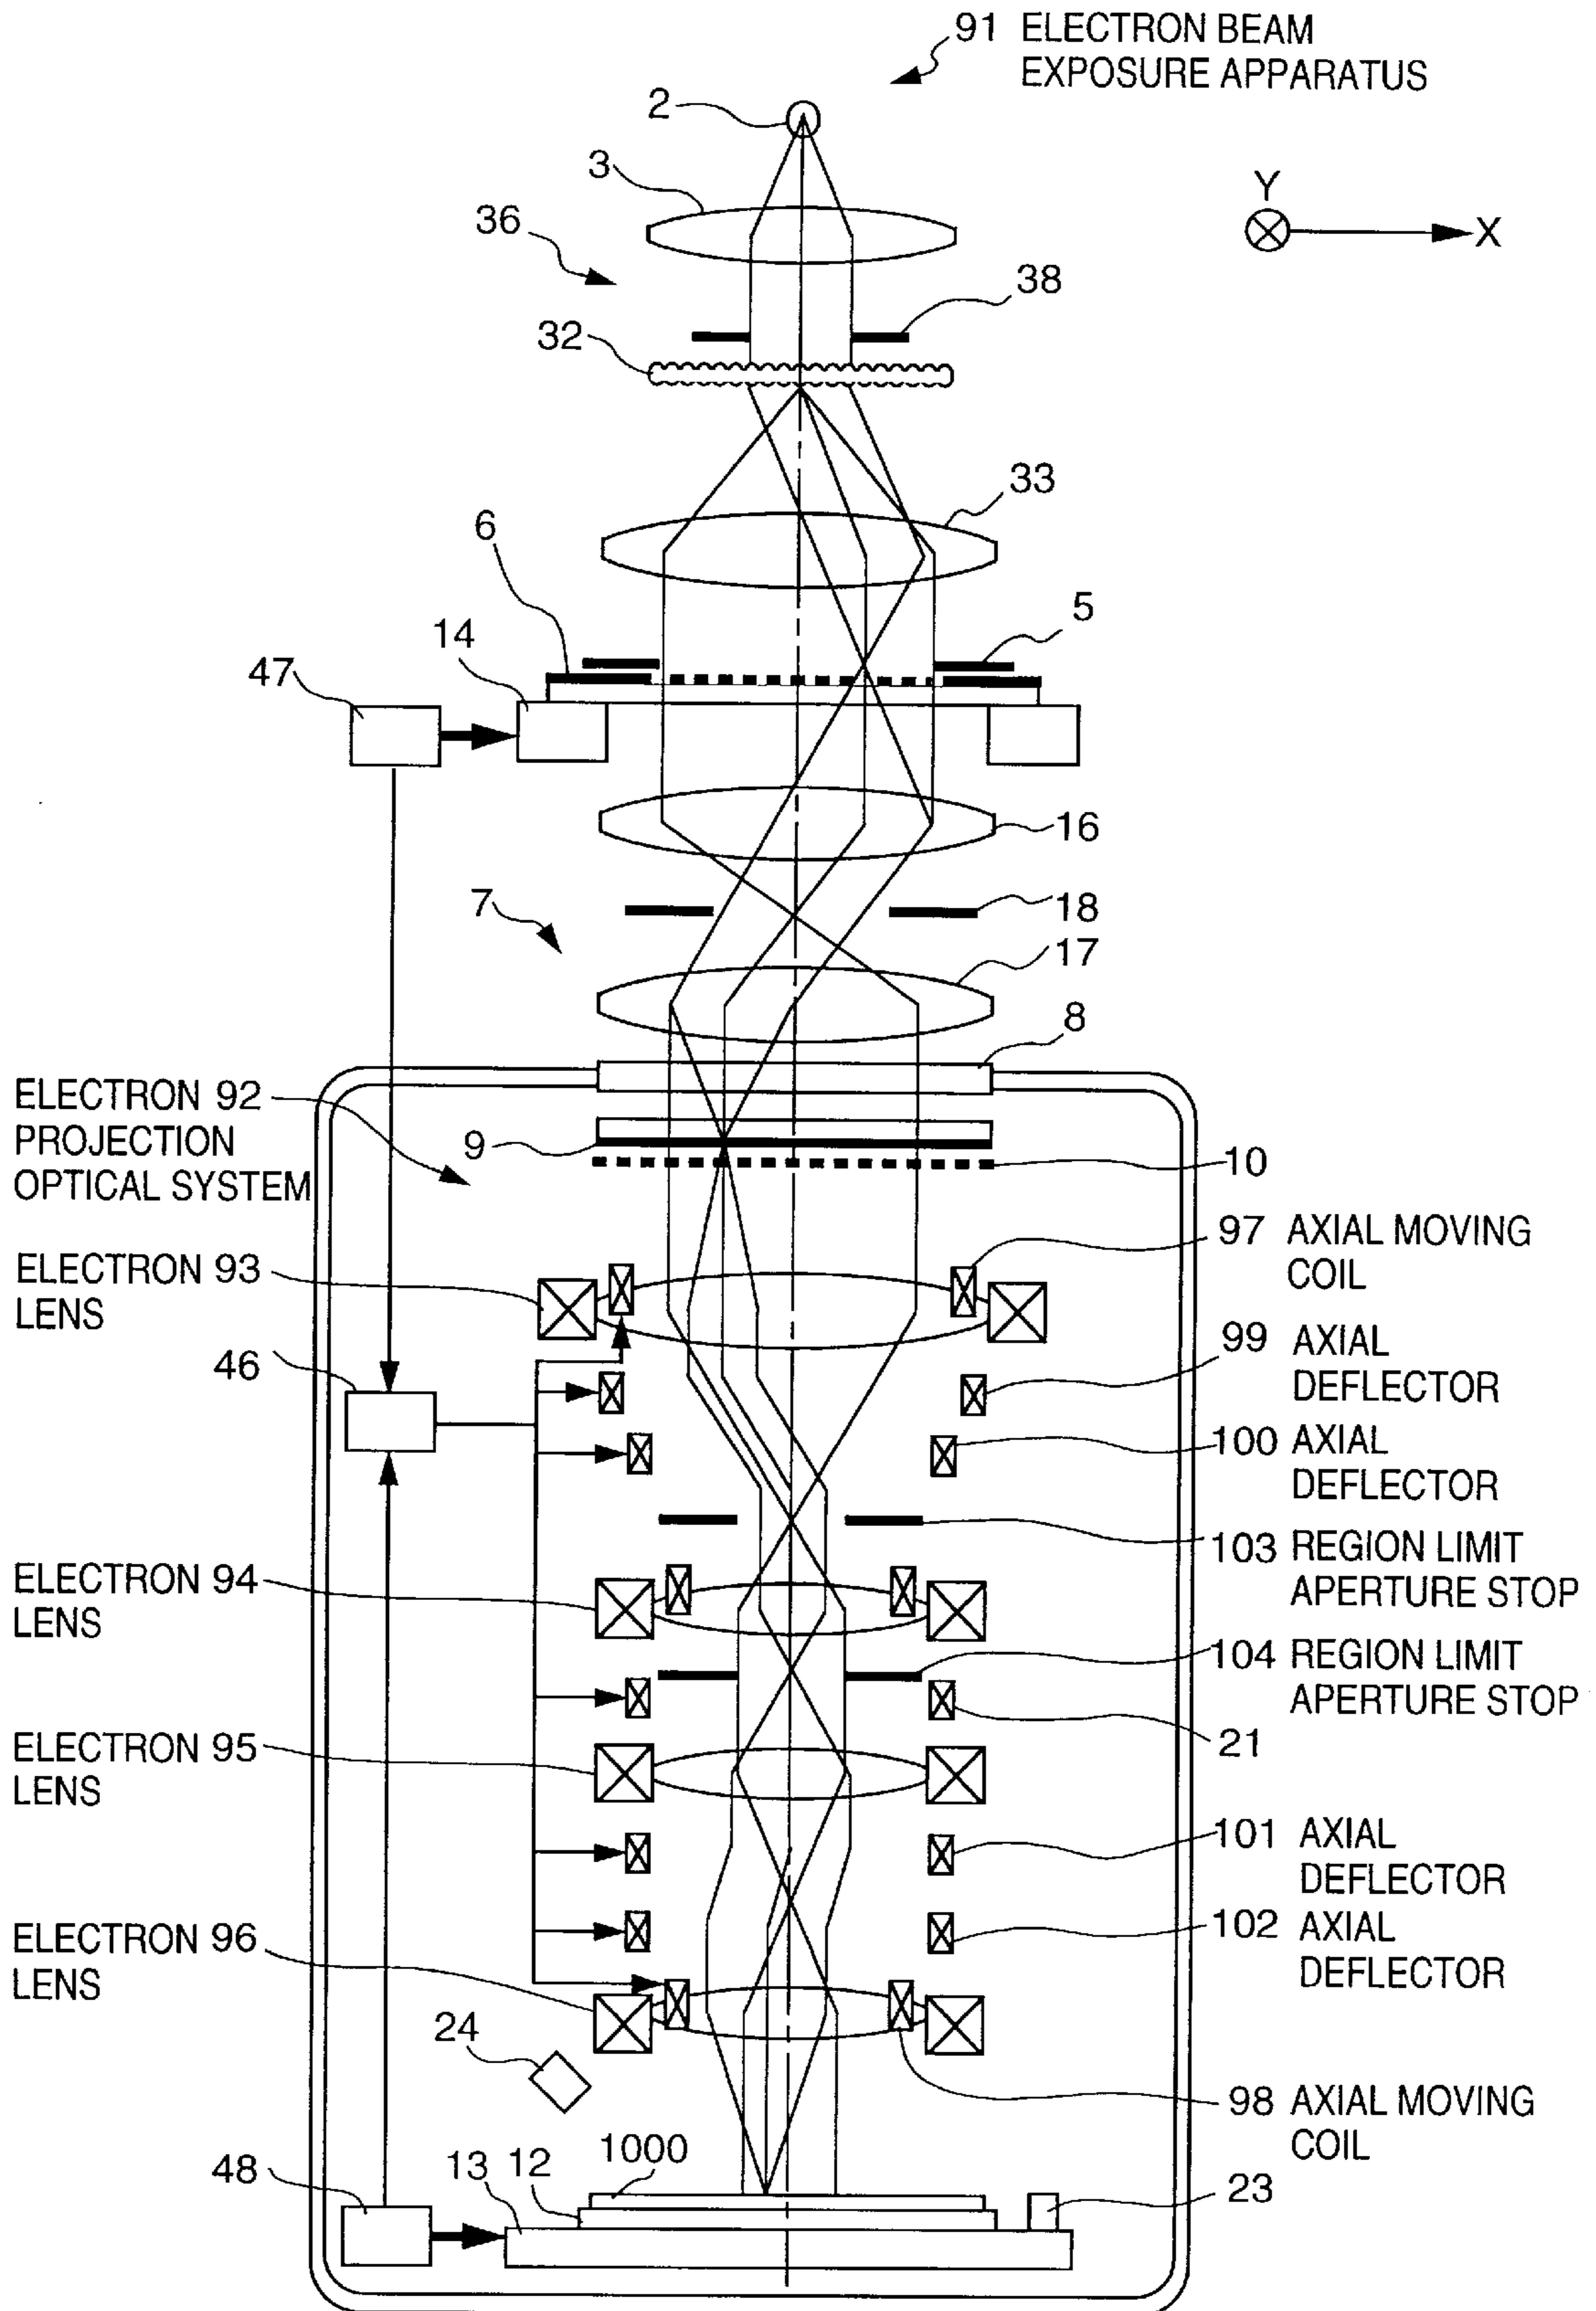 91 ELECTRON BEAM
EXPOSURE APPARATUS
2
3
Y
36
X
38
32
33
6
5
14
47
16
7
18
17
8
ELECTRON 92
PROJECTION
OPTICAL SYSTEM
9
10
97 AXIAL MOVING
COIL
ELECTRON 93
LENS
99 AXIAL
DEFLECTOR
46
100 AXIAL
DEFLECTOR
103 REGION LIMIT
APERTURE STOP
ELECTRON 94
LENS
104 REGION LIMIT
APERTURE STOP
21
ELECTRON 95
LENS
101 AXIAL
DEFLECTOR
102 AXIAL
DEFLECTOR
ELECTRON 96
LENS
24
98 AXIAL MOVING
COIL
1000
48
13
12
23